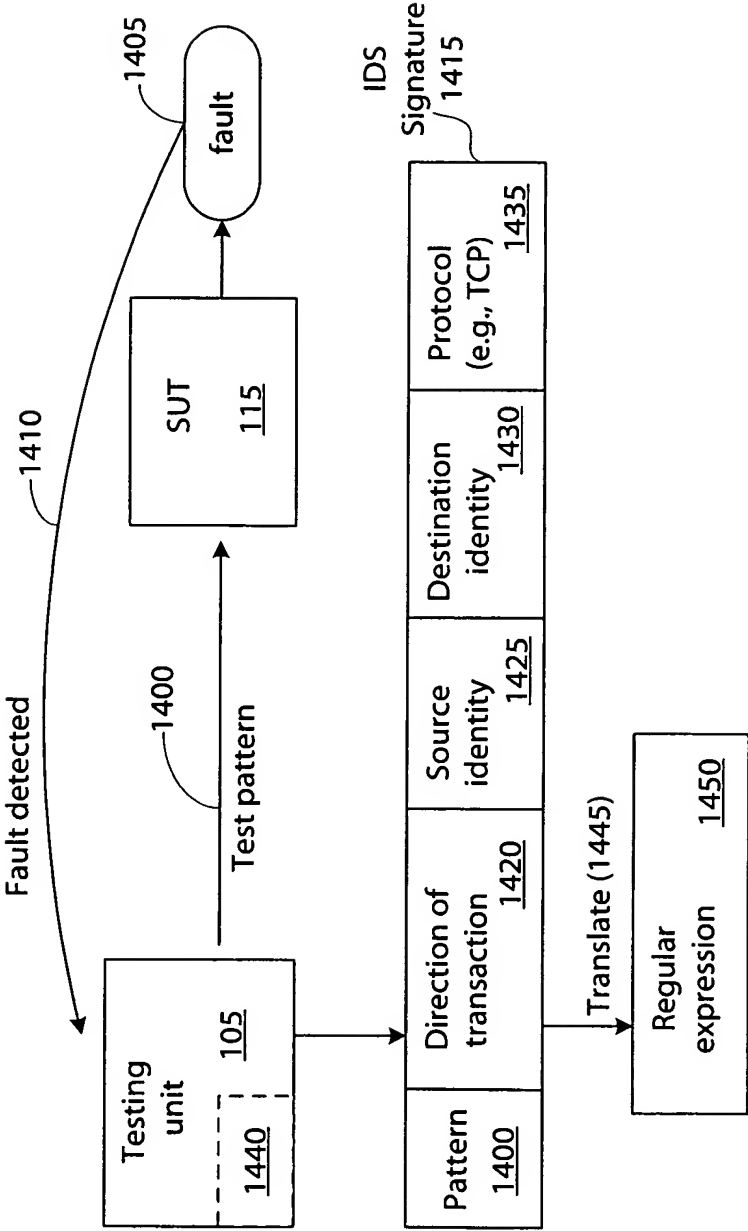 Fault detected
1410
1405
Testing
unit
105
1440
1400
Test pattern
SUT
115
fault
IDS
Signature
1415
Pattern
1400
Direction of
transaction
1420
Source
identity
1425
Destination
identity
1430
Protocol
(e.g., TCP)
1435
Translate (1445)
Regular
expression
1450